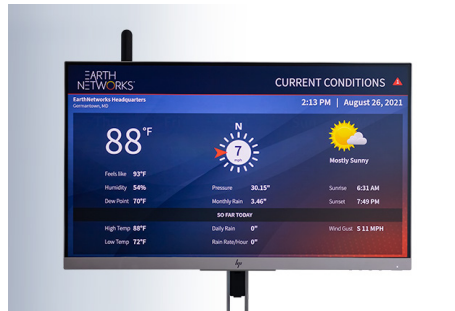 EARTH
NETWORKS
CURRENT CONDITIONS
EarthNetworks Headquarters
Germantown, MD
2:13 PM | August 26, 2021
88°F
N
7
MPH
Mostly Sunny
Feels like 93°F
Humidity 54% Pressure 30.15" Sunrise 6:31 AM
Dew Point 70°F Monthly Rain 3.46" Sunset 7:49 PM
SO FAR TODAY
High Temp 88°F Daily Rain 0" Wind Gust S 11 MPH
Low Temp 72°F Rain Rate/Hour 0"
hp